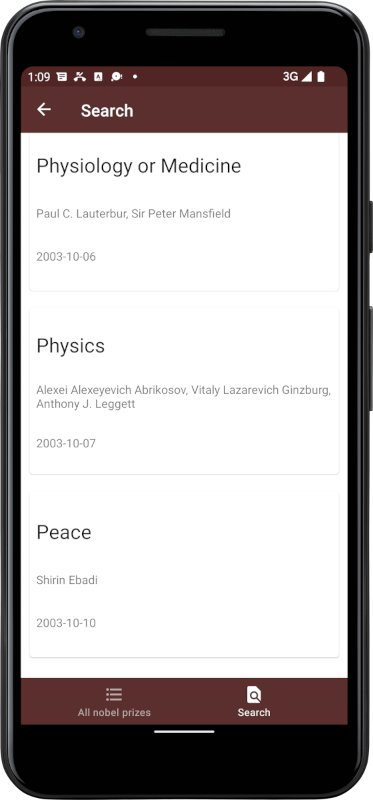 1:09
3G
Search
Physiology or Medicine
Paul C. Lauterbur, Sir Peter Mansfield
2003-10-06
Physics
Alexei Alexeyevich Abrikosov, Vitaly Lazarevich Ginzburg,
Anthony J. Leggett
2003-10-07
Peace
Shirin Ebadi
2003-10-10
All nobel prizes
Search